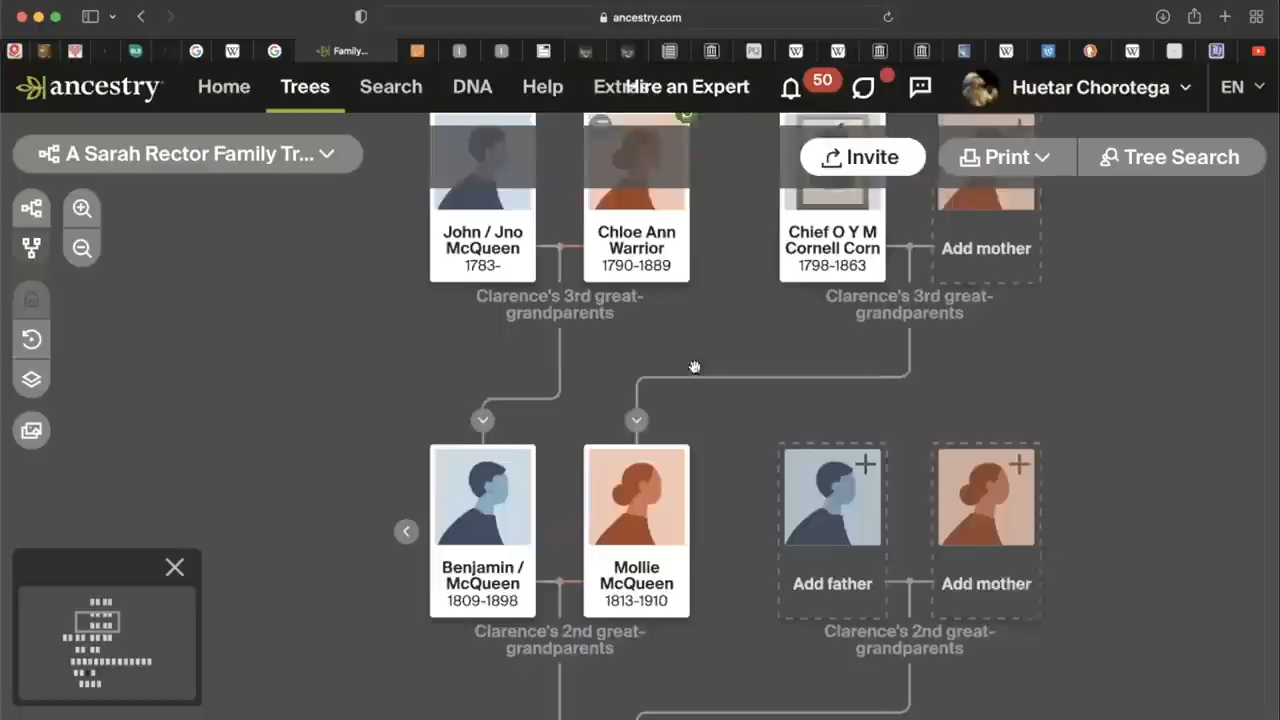 ancestry.com
Family...
ancestry
Home
Trees
Search
DNA
Help
Hire an Expert
50
Huetar Chorotega
EN
A Sarah Rector Family Tr...
Invite
Print
Tree Search
John / Jno
McQueen
1783-
Chloe Ann
Warrior
1790-1889
Chief O Y M
Cornell Corn
1798-1863
Add mother
Clarence's 3rd great-
grandparents
Clarence's 3rd great-
grandparents
Benjamin /
McQueen
1809-1898
Mollie
McQueen
1813-1910
Add father
Add mother
Clarence's 2nd great-
grandparents
Clarence's 2nd great-
grandparents